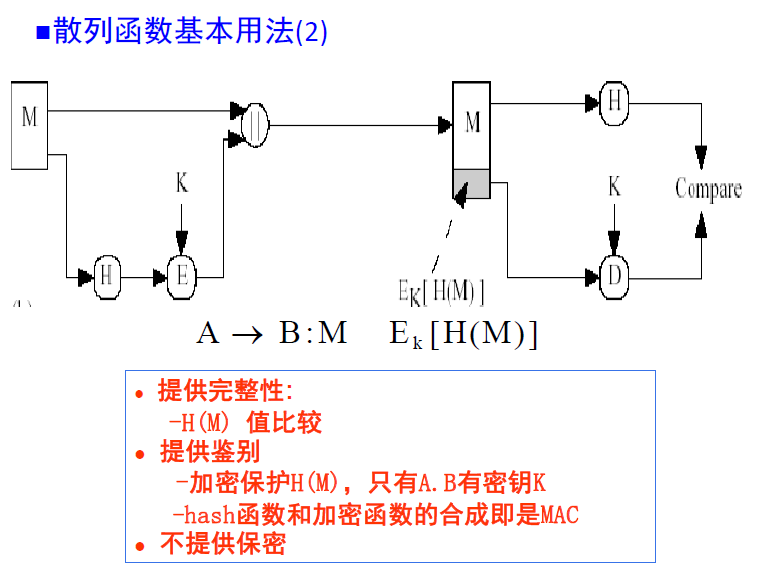 ■散列函数基本用法(2)
M
||
M
H
K
K
Compare
H
E
D
E_K[ H(M) ]
A → B:M E_k[H(M)]
● 提供完整性:
-H(M) 值比较
● 提供鉴别
-加密保护H(M)，只有A.B有密钥K
-hash函数和加密函数的合成即是MAC
● 不提供保密